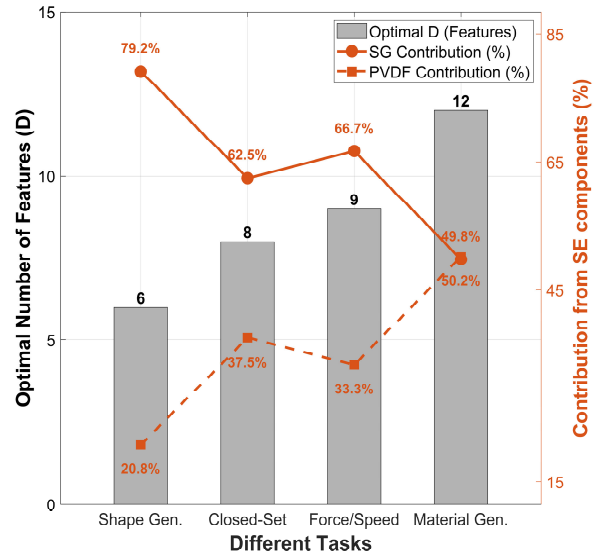 15
10
5
0
Optimal Number of Features (D)
Optimal D (Features)
SG Contribution (%)
PVDF Contribution (%)
79.2%
62.5%
66.7%
49.8%
50.2%
37.5%
33.3%
20.8%
6
8
9
12
85
65
45
15
Contribution from SE components (%)
Shape Gen.
Closed-Set
Force/Speed
Material Gen.
Different Tasks